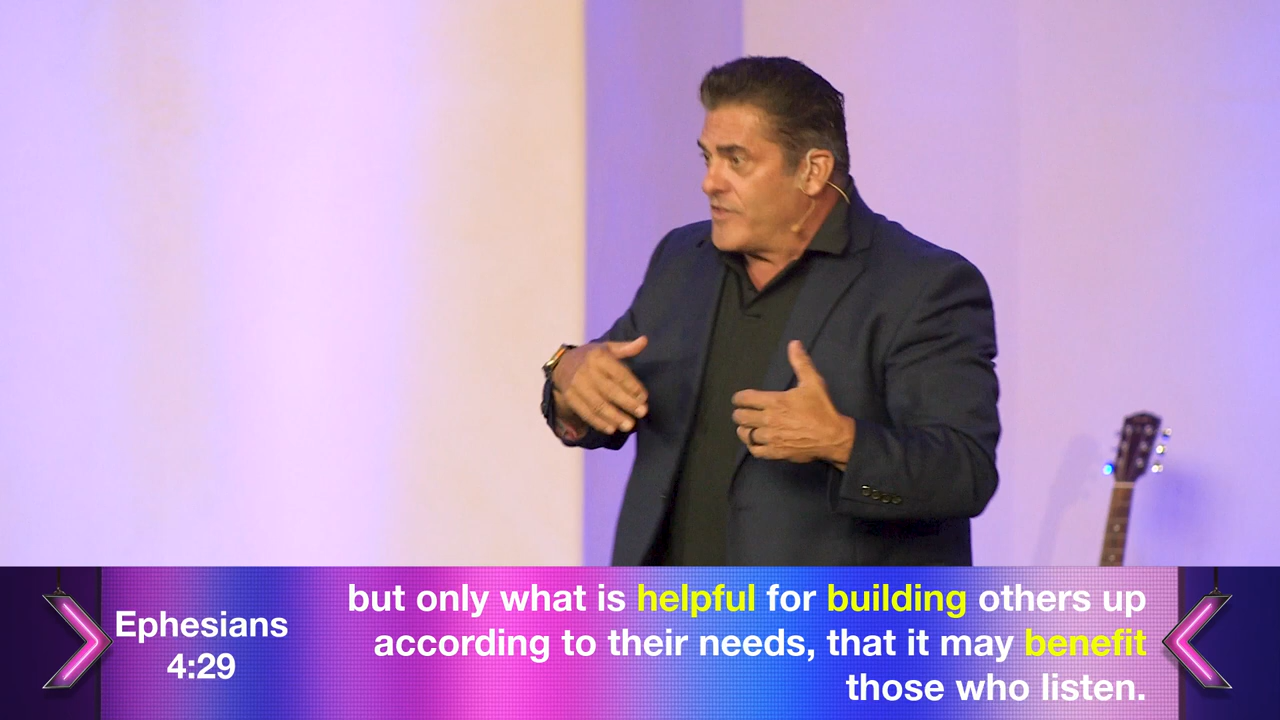 Ephesians
4:29
but only what is helpful for building others up
according to their needs, that it may benefit
those who listen.